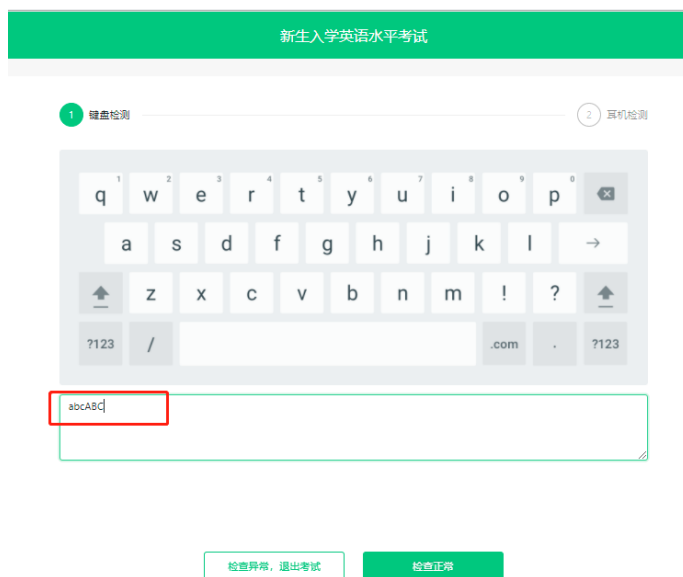 新生入学英语水平考试
1 键盘检测 2 耳机检测
q 1 w 2 e 3 r 4 t 5 y 6 u 7 i 8 o 9 p 0
a s d f g h j k l
z x c v b n m ! ?
?123 / .com . ?123
abcABC
检查异常，退出考试 检查正常